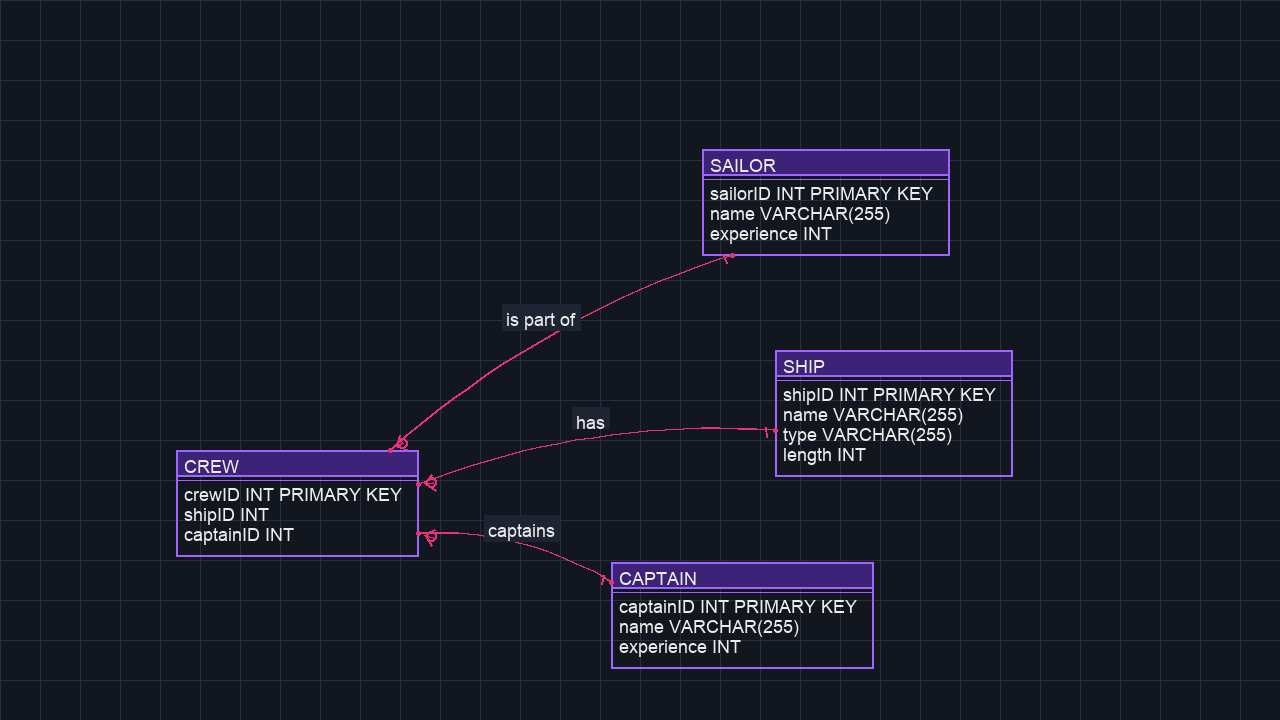 SAILOR
sailorID INT PRIMARY KEY
name VARCHAR(255)
experience INT
is part of
SHIP
shipID INT PRIMARY KEY
name VARCHAR(255)
type VARCHAR(255)
length INT
has
CREW
crewID INT PRIMARY KEY
shipID INT
captainID INT
captains
CAPTAIN
captainID INT PRIMARY KEY
name VARCHAR(255)
experience INT